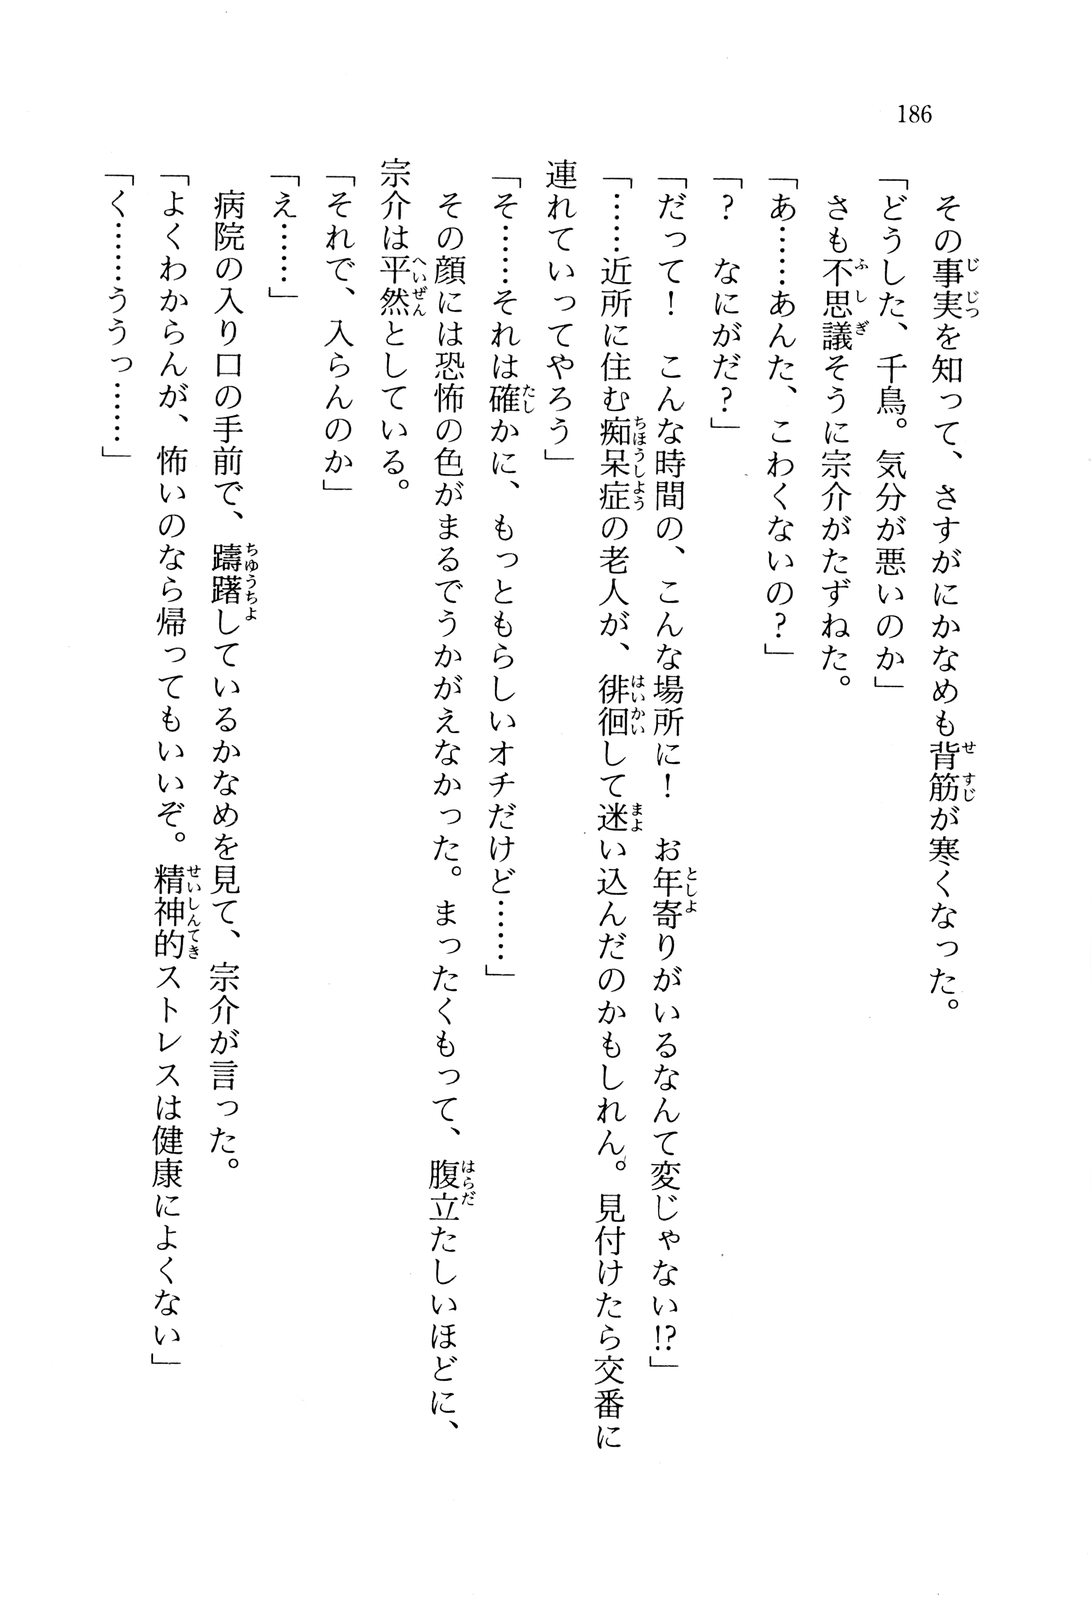 186
その事実を知って、さすがにかなめも背筋が寒くなった。
「どうした、千鳥。気分が悪いのか」
さも不思議そうに宗介がたずねた。
「あ……あんた、こわくないの?」
「? なにがだ?」
「だって! こんな時間の、こんな場所に! お年寄りがいるなんて変じゃない!?」
「……近所に住む痴呆症の老人が、徘徊して迷い込んだのかもしれん。見付けたら交番に
連れていってやろう」
「そ……それは確かに、もっともらしいオチだけど……」
その顔には恐怖の色がまるでうかがえなかった。まったくもって、腹立たしいほどに、
宗介は平然としている。
「それで、入らんのか」
「え……」
病院の入り口の手前で、躊躇しているかなめを見て、宗介が言った。
「よくわからんが、怖いのなら帰ってもいいぞ。精神的ストレスは健康によくない」
「く……ううっ……」